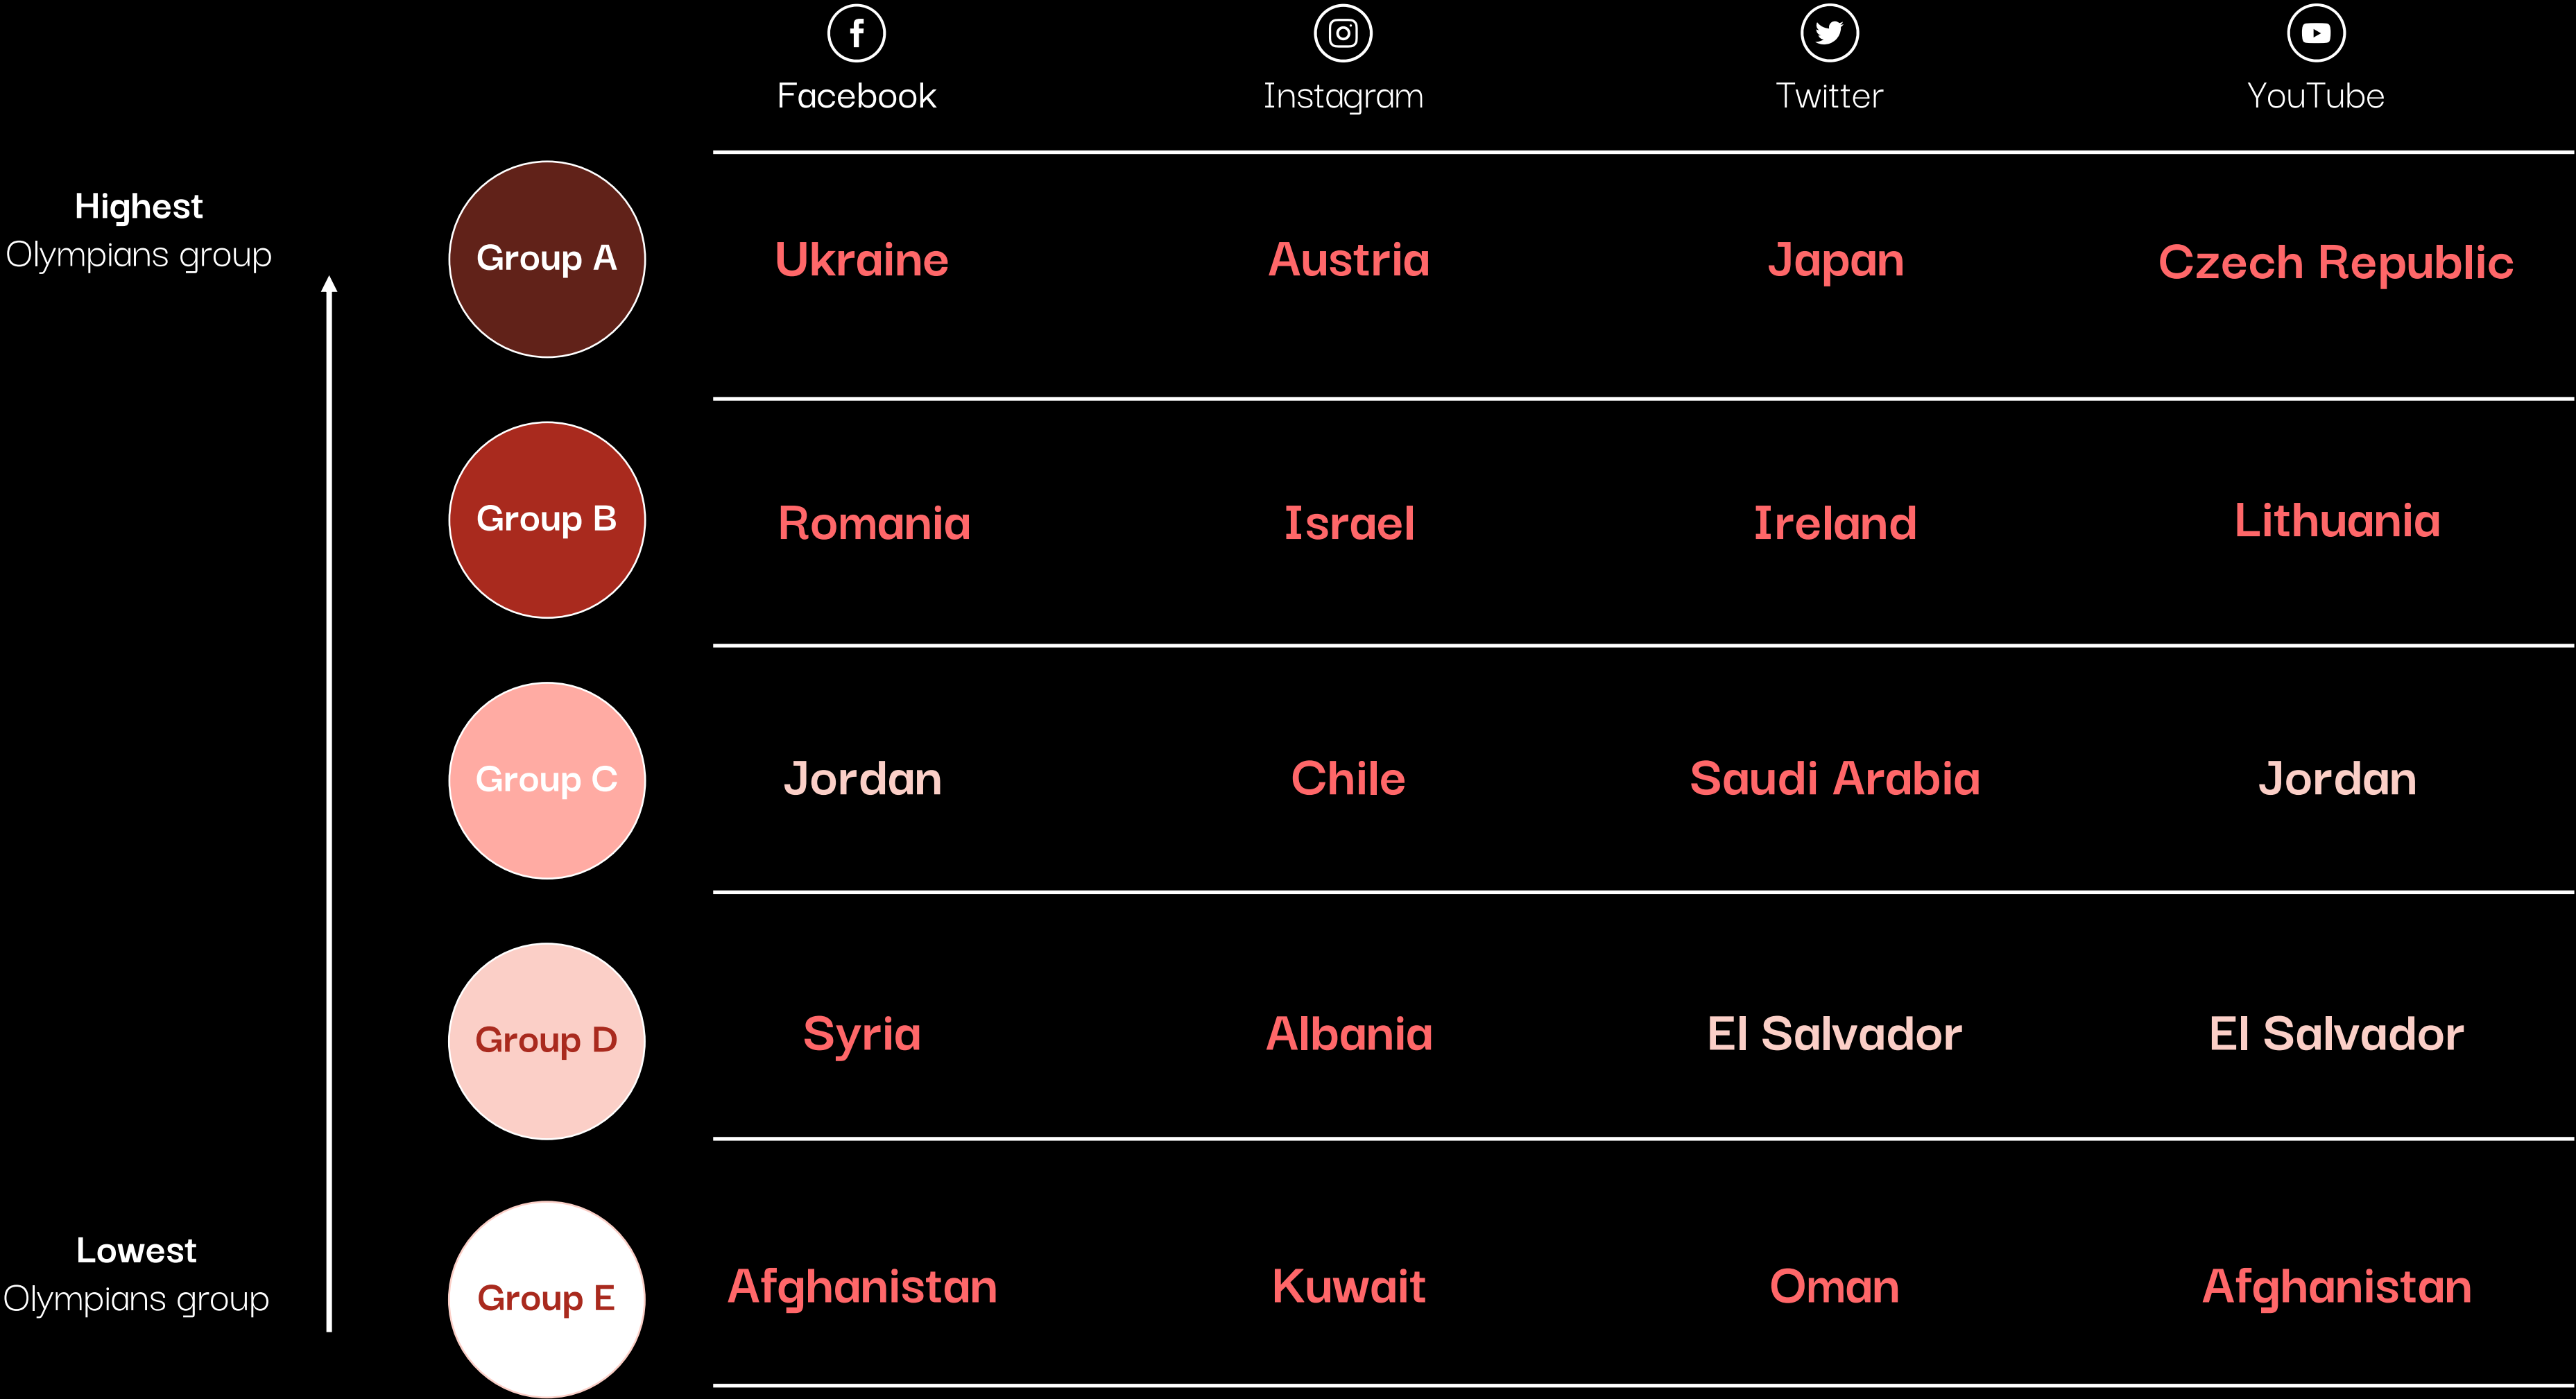 Facebook Instagram Twitter YouTube
Highest
Olympians group
Group A Ukraine Austria Japan Czech Republic
Group B Romania Israel Ireland Lithuania
Group C Jordan Chile Saudi Arabia Jordan
Group D Syria Albania El Salvador El Salvador
Lowest
Olympians group
Group E Afghanistan Kuwait Oman Afghanistan